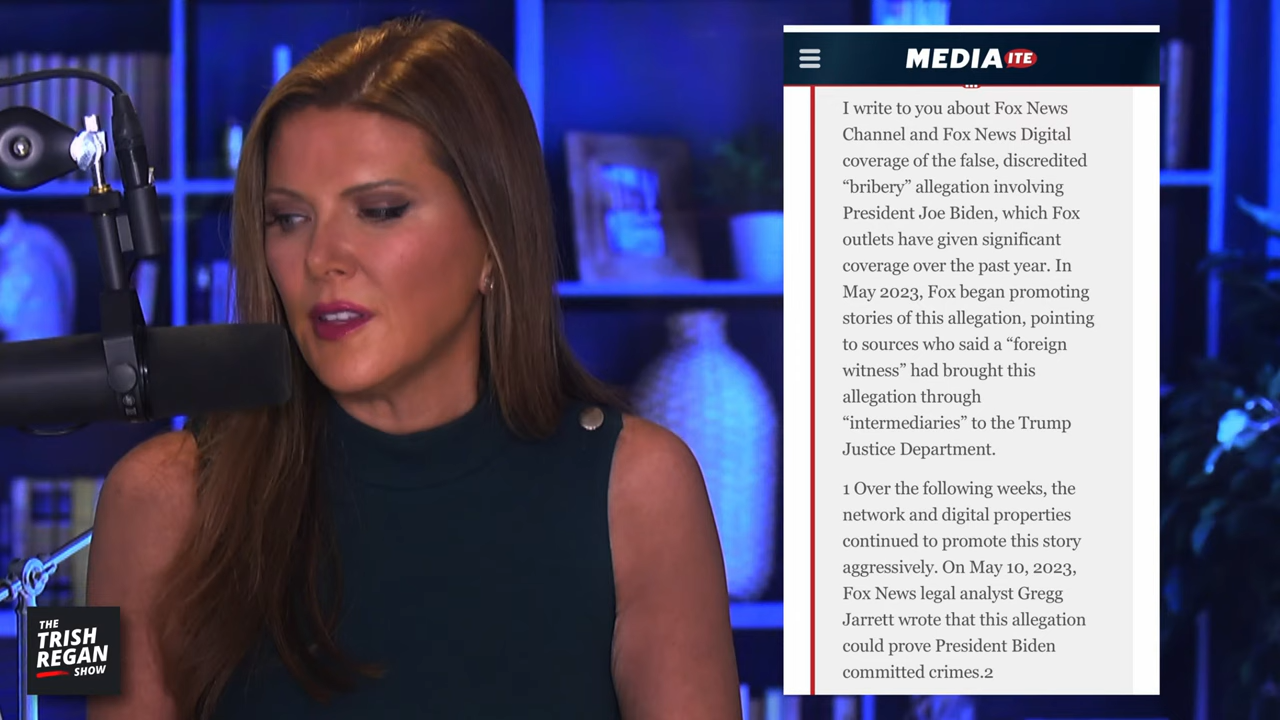 MEDIA ITE
I write to you about Fox News
Channel and Fox News Digital
coverage of the false, discredited
“bribery” allegation involving
President Joe Biden, which Fox
outlets have given significant
coverage over the past year. In
May 2023, Fox began promoting
stories of this allegation, pointing
to sources who said a “foreign
witness” had brought this
allegation through
“intermediaries” to the Trump
Justice Department.
1 Over the following weeks, the
network and digital properties
continued to promote this story
aggressively. On May 10, 2023,
Fox News legal analyst Gregg
Jarrett wrote that this allegation
could prove President Biden
committed crimes.2
THE
TRISH
REGAN
SHOW